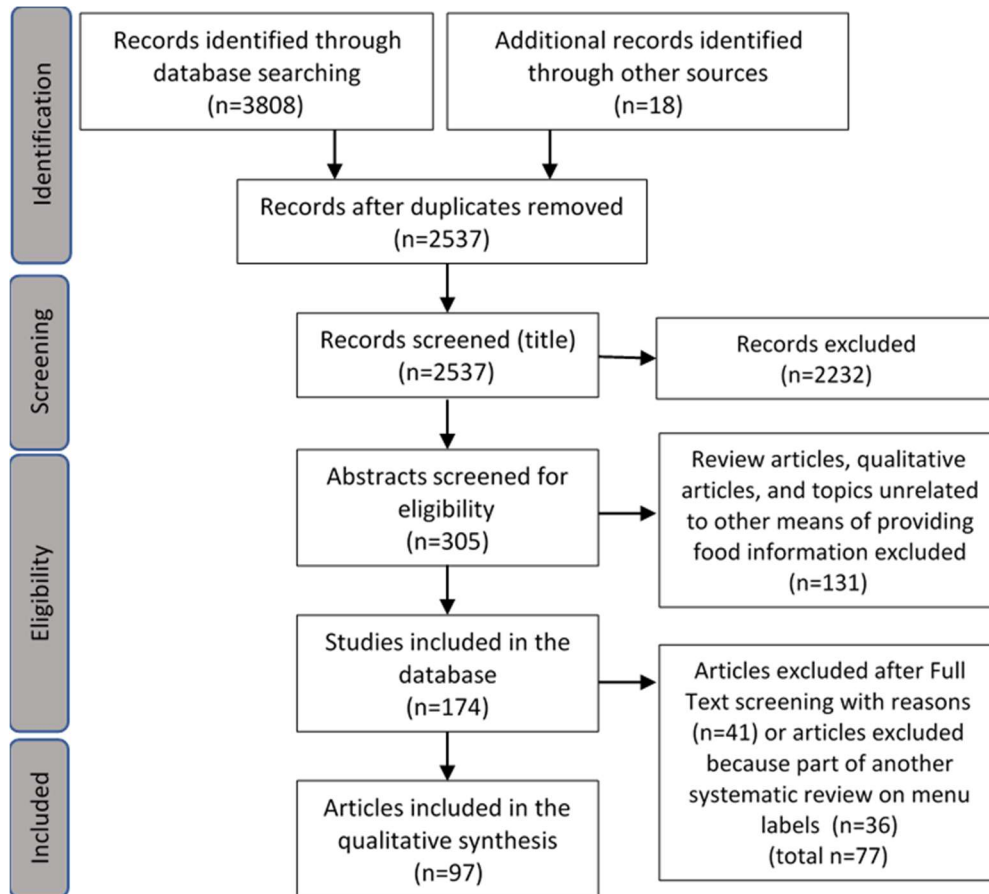 Identification
Records identified through
database searching
(n=3808)
Additional records identified
through other sources
(n=18)
Records after duplicates removed
(n=2537)
Screening
Records screened (title)
(n=2537)
Records excluded
(n=2232)
Eligibility
Abstracts screened for
eligibility
(n=305)
Review articles, qualitative
articles, and topics unrelated
to other means of providing
food information excluded
(n=131)
Studies included in the
database
(n=174)
Articles excluded after Full
Text screening with reasons
(n=41) or articles excluded
because part of another
systematic review on menu
labels (n=36)
(total n=77)
Included
Articles included in the
qualitative synthesis
(n=97)